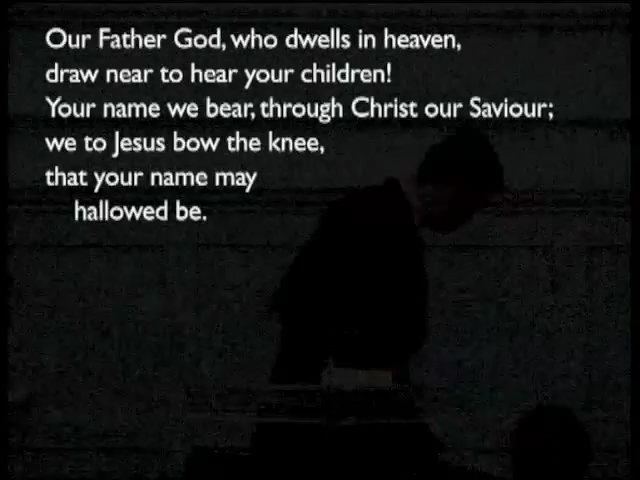 Our Father God, who dwells in heaven,
draw near to hear your children!
Your name we bear, through Christ our Saviour;
we to Jesus bow the knee,
that your name may
hallowed be.